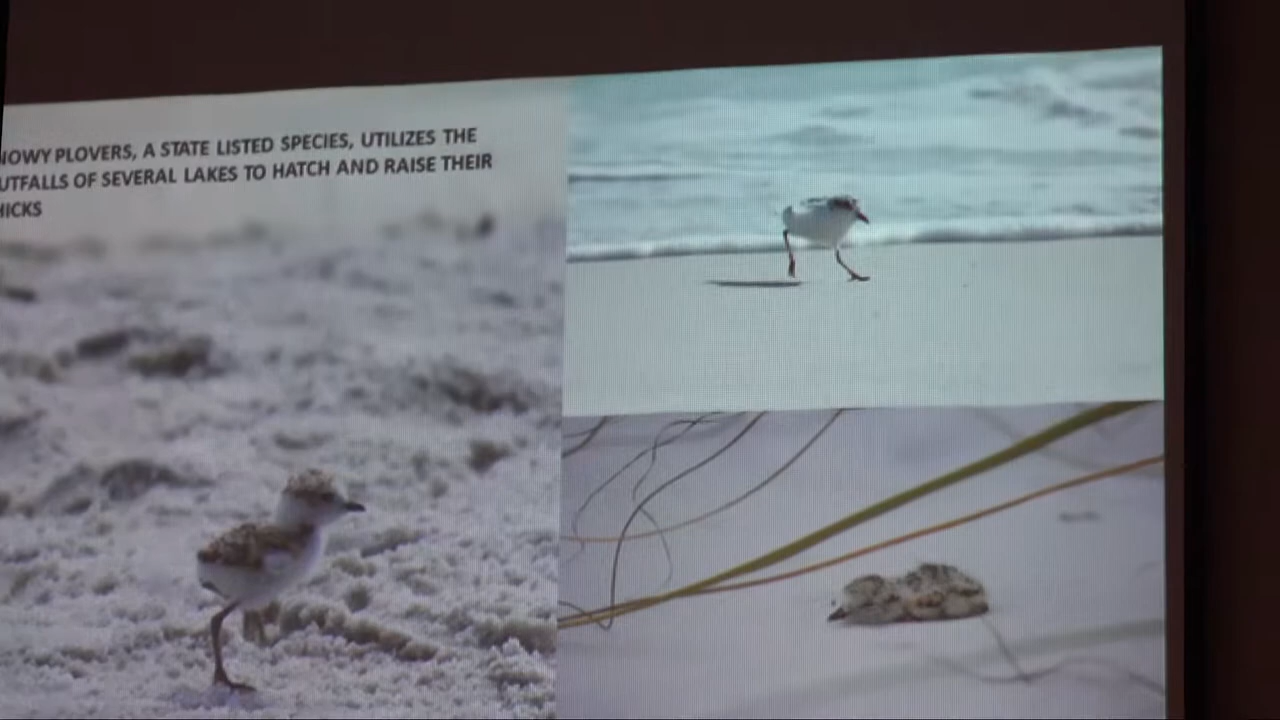 NOWY PLOVERS, A STATE LISTED SPECIES, UTILIZES THE
UTFALLS OF SEVERAL LAKES TO HATCH AND RAISE THEIR
HICKS